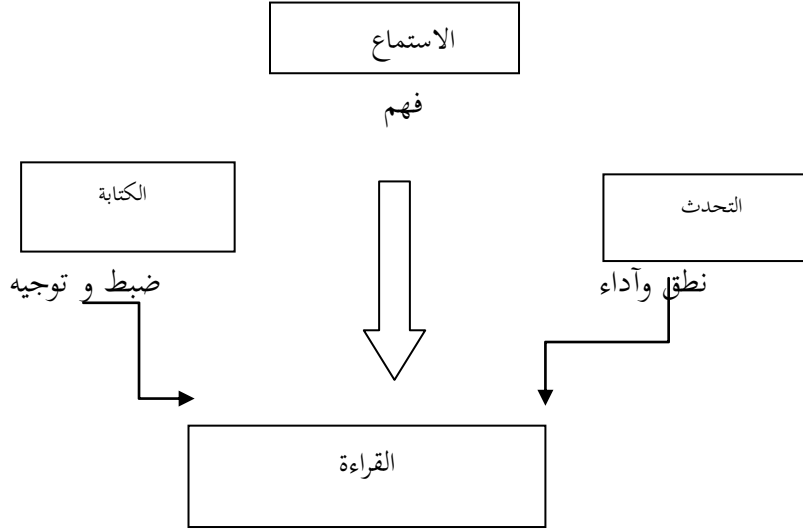 الاستماع
فهم
التحدث
نطق وآداء
الكتابة
ضبط و توجيه
القراءة